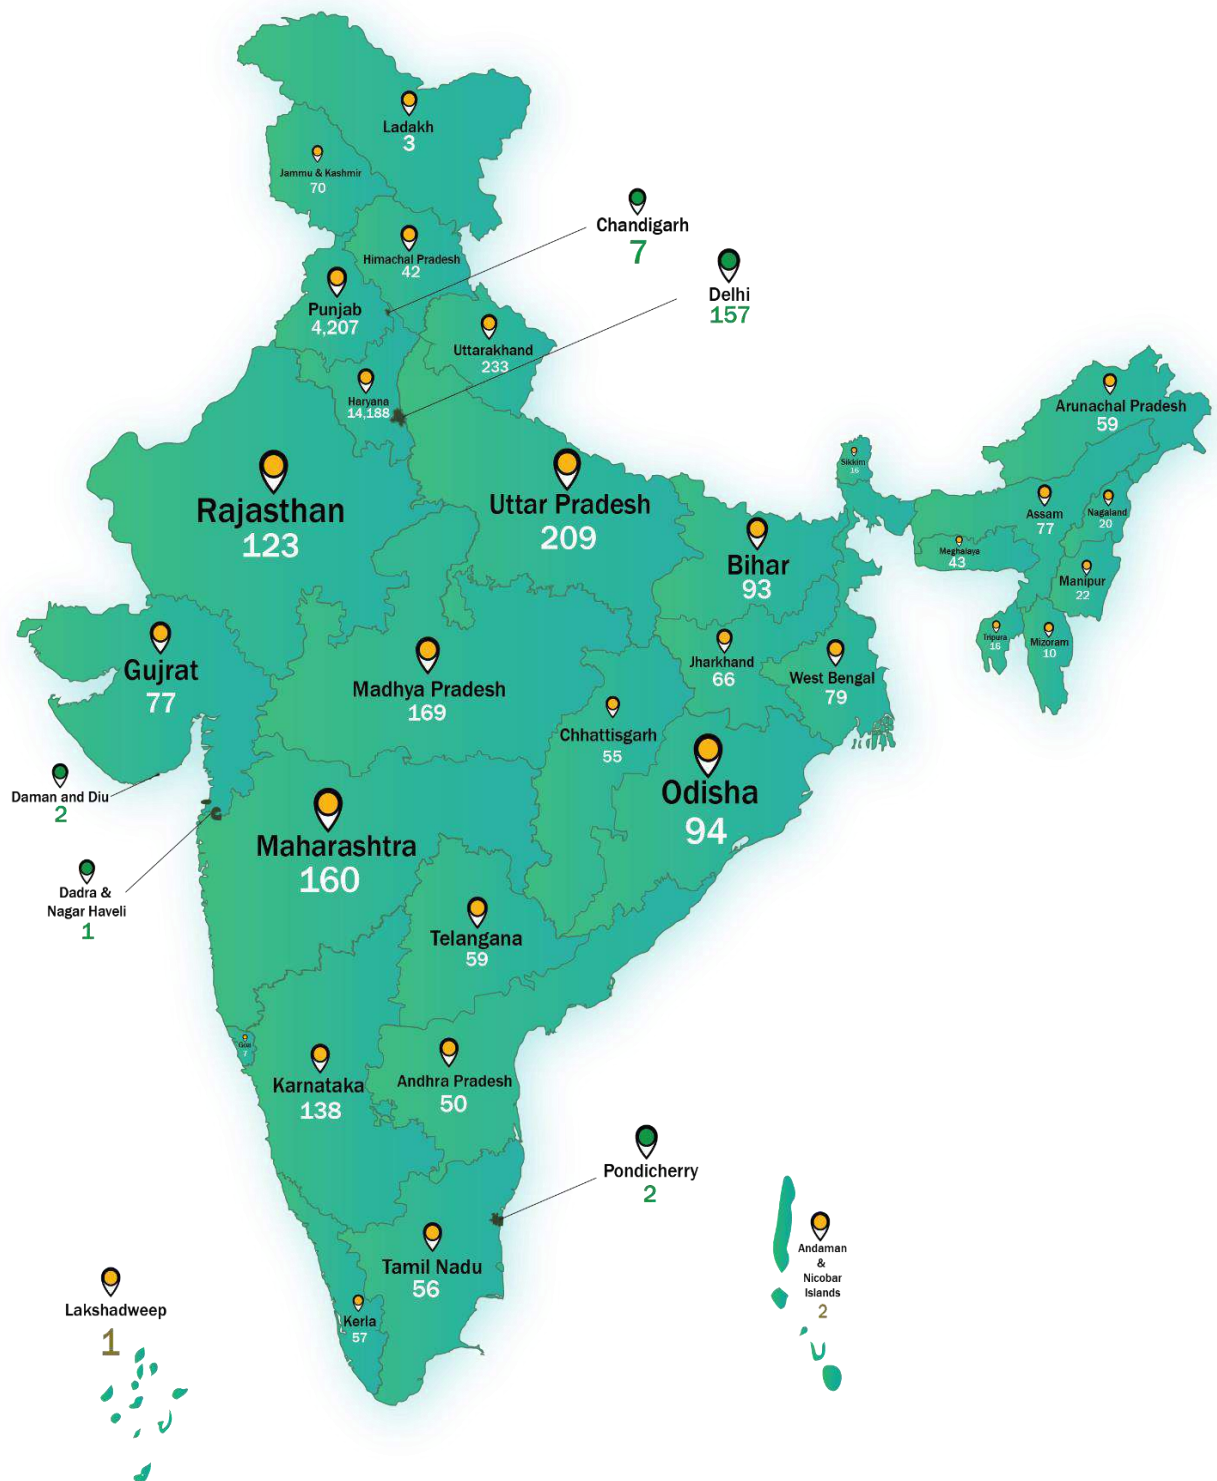 Ladakh
3
Jammu & Kashmir
70
Chandigarh
7
Himachal Pradesh
42
Delhi
157
Punjab
4,207
Uttarakhand
233
Haryana
14,188
Arunachal Pradesh
59
Sikkim
16
Rajasthan
123
Uttar Pradesh
209
Assam
77
Nagaland
20
Bihar
93
Meghalaya
43
Manipur
22
Tripura
Mizoram
10
Gujrat
77
Madhya Pradesh
169
Jharkhand
66
West Bengal
79
Chhattisgarh
55
Odisha
94
Daman and Diu
2
Maharashtra
160
Dadra &
Nagar Haveli
1
Telangana
59
Goa
7
Karnataka
138
Andhra Pradesh
50
Pondicherry
2
Tamil Nadu
56
Andaman
&
Nicobar
Islands
2
Lakshadweep
1
Kerla
57